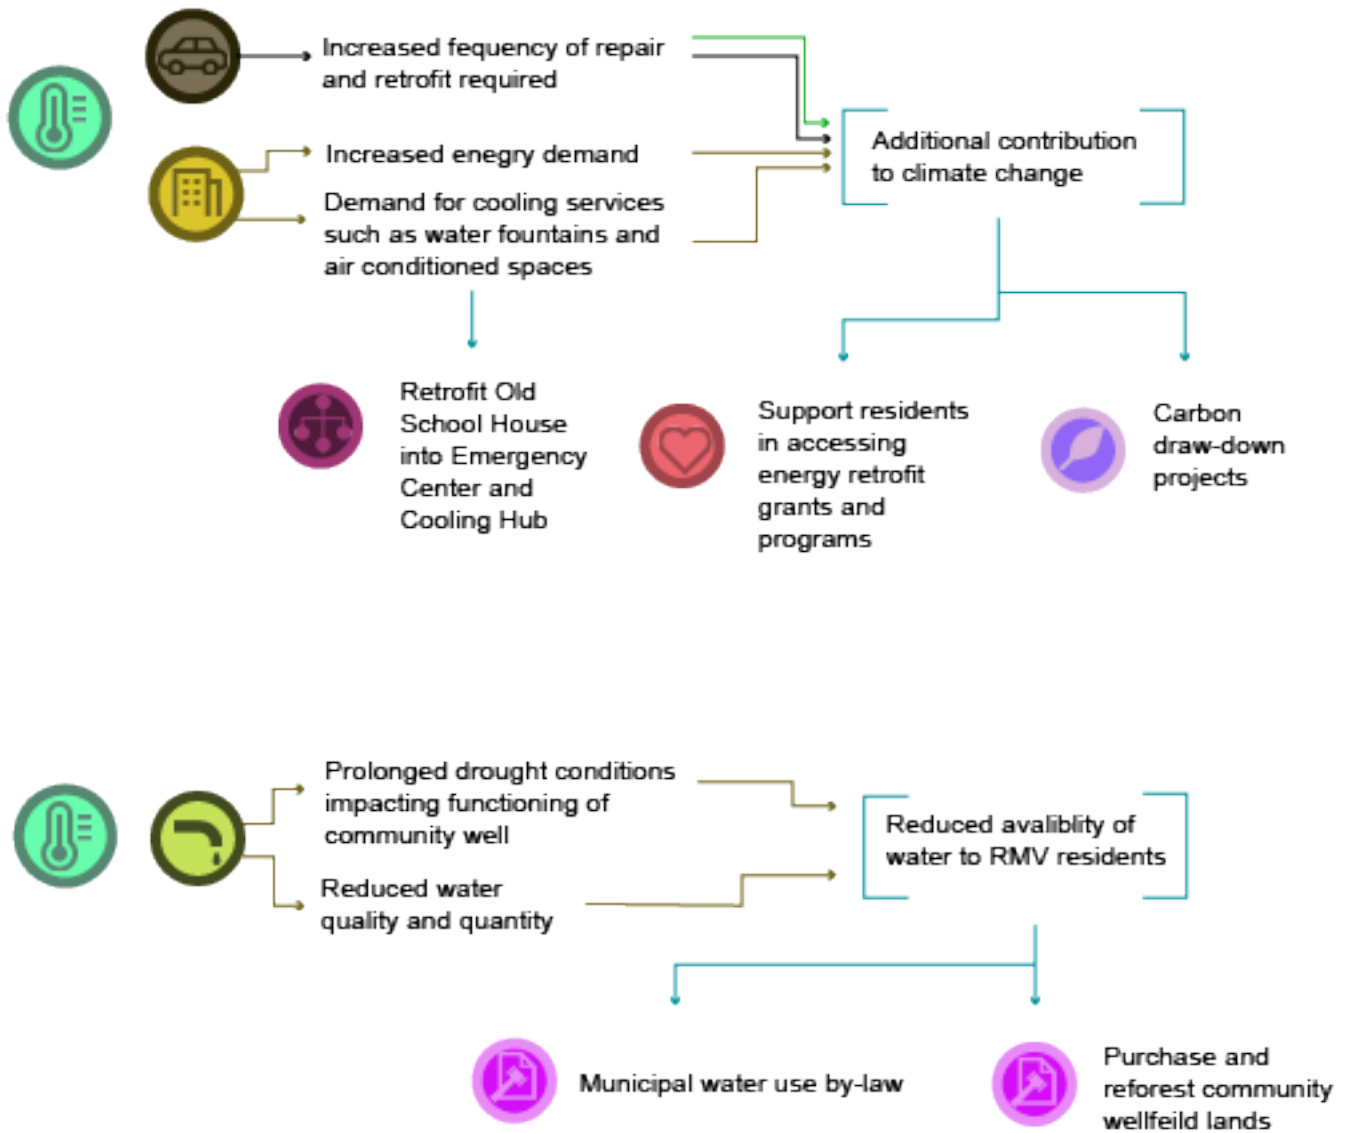 Increased fequency of repair
and retrofit required
Increased enegry demand
Demand for cooling services
such as water fountains and
air conditioned spaces
Additional contribution
to climate change
Retrofit Old
School House
into Emergency
Center and
Cooling Hub
Support residents
in accessing
energy retrofit
grants and
programs
Carbon
draw-down
projects
Prolonged drought conditions
impacting functioning of
community well
Reduced water
quality and quantity
Reduced avaliblity of
water to RMV residents
Municipal water use by-law
Purchase and
reforest community
wellfeild lands